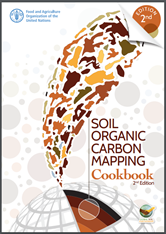 Food and Agriculture
Organization of the
United Nations
EDITION
2nd
SOIL
ORGANIC
CARBON
MAPPING
Cookbook
2nd Edition